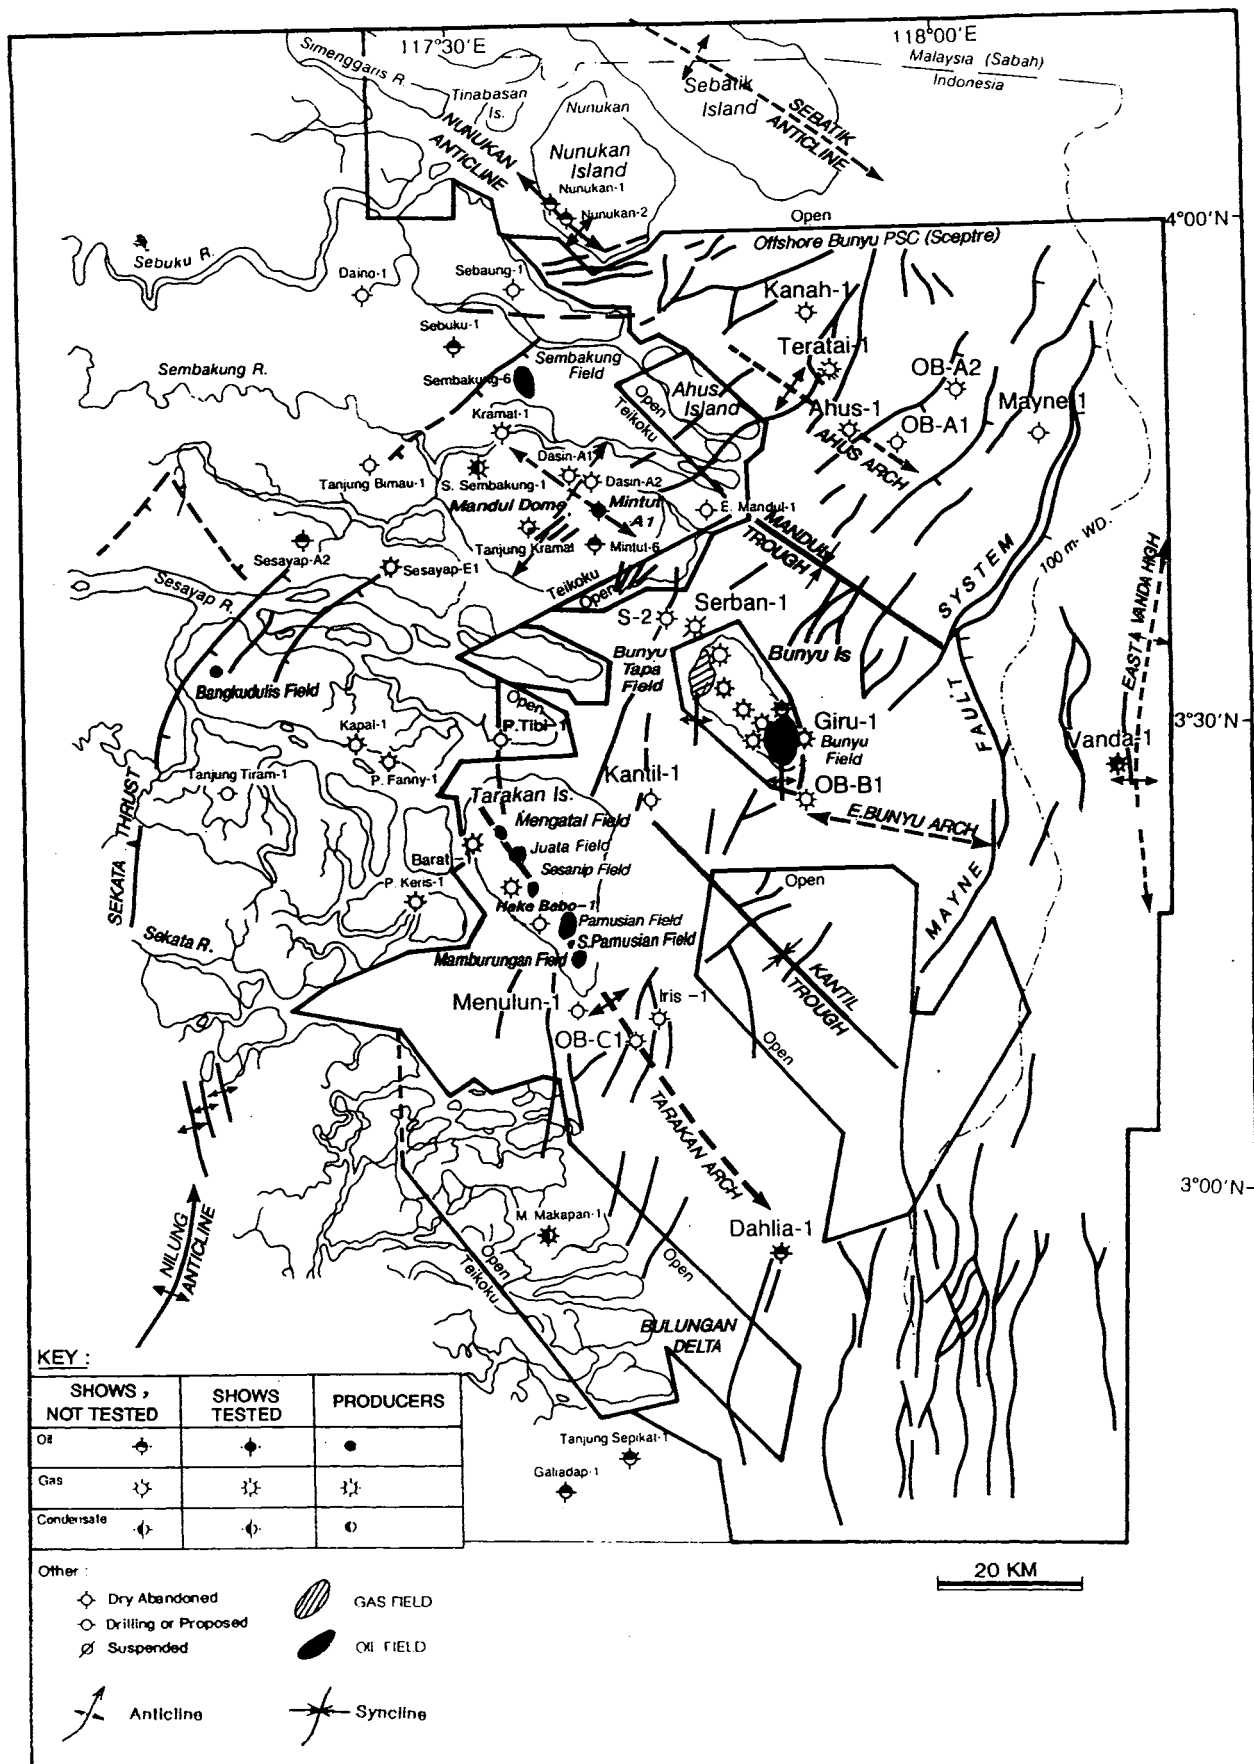 117°30'E
118°00'E
Simenggaris R.
Malaysia (Sabah)
Indonesia
Tinabasan
Is.
Nunukan
Sebatik
Island
SEBATIK
ANTICLINE
NUNUKAN
ANTICLINE
Nunukan
Island
Nunukan-1
Nunukan-2
Open
4°00'N
Offshore Bunyu PSC (Sceptre)
Sebuku R.
Daino-1
Sebaung-1
Kanah-1
Sebuku-1
Teratai-1
Sembakung
Field
Sembakung R.
Sembakung-6
OB-A2
Ahus
Island
Open
Teikoku
Mayne-1
Kramat-1
Ahus-1
OB-A1
AHUS ARCH
Dasin-A1
Tanjung Bimau-1
S. Sembakung-1
Dasin-A2
Mandul Dome
Mintut
A1
E. Mandul-1
MANDUL
TROUGH
Tanjung Kramat
Mintut-6
SYSTEM
100 m- WD.
Sesayap-A2
Sesayap-E1
Teikoku
Open
Sesayap R.
S-2
Serban-1
EAST VANDA HIGH
Bunyu
Tapa
Field
Bunyu Is
Bangkudulis Field
Open
FAULT
P.Tibi-1
Kapal-1
Giru-1
3°30'N
Bunyu
Field
Vanda-1
P. Fanny-1
Tanjung Tiram-1
Kantil-1
OB-B1
Tarakan Is.
Mengatal Field
E.BUNYU ARCH
SEKATA THRUST
Juata Field
Barat-1
Sesanip Field
Open
MAYNE
P. Keris-1
Hake Babo-1
Pamusian Field
S.Pamusian Field
Sekata R.
Mamburungan Field
KANTIL
TROUGH
Menulun-1
Iris-1
OB-C1
Open
TARAKAN ARCH
3°00'N
M. Makapan-1
Dahlia-1
NILUNG
ANTICLINE
Open
Teikoku
Open
BULUNGAN
DELTA
KEY :
SHOWS,
NOT TESTED
SHOWS
TESTED
PRODUCERS
Oil
Gas
Condensate
Tanjung Sepikat-1
Galiadap-1
Other :
Dry Abandoned
Drilling or Proposed
Suspended
GAS FIELD
OIL FIELD
Anticline
Syncline
20 KM